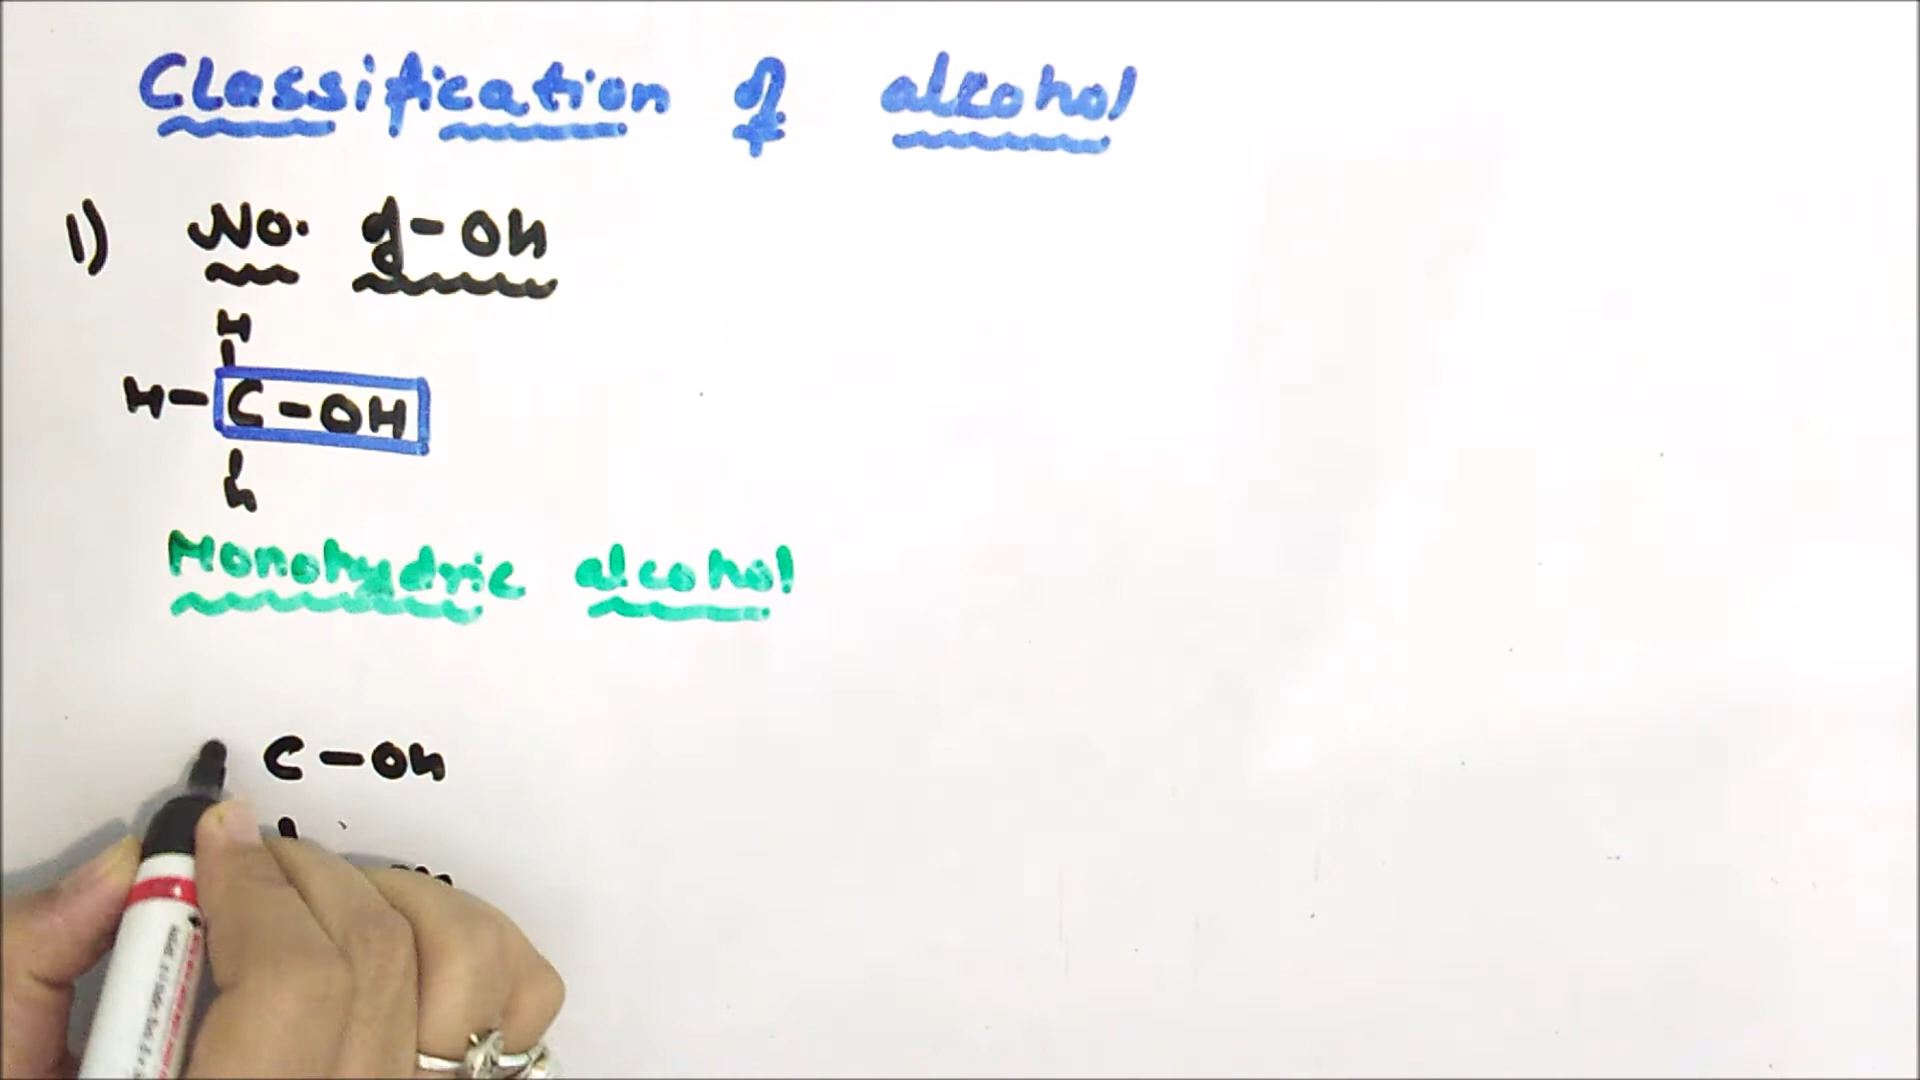 Classification of alcohol
1) No. of - OH
H
H - C - OH
H
Monohydric alcohol
C - OH